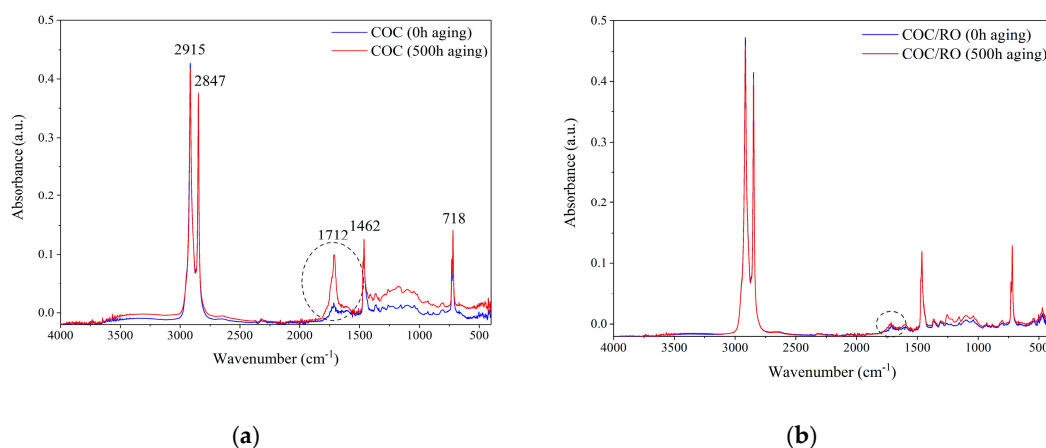 0.5
COC (0h aging)
COC (500h aging)
2915
2847
0.4
0.3
0.2
0.1
0.0
1712
1462
718
Absorbance (a.u.)
4000 3500 3000 2500 2000 1500 1000 500
Wavenumber (cm-1)
(a)
0.5
COC/RO (0h aging)
COC/RO (500h aging)
0.4
0.3
0.2
0.1
0.0
Absorbance (a.u.)
4000 3500 3000 2500 2000 1500 1000 500
Wavenumber (cm-1)
(b)